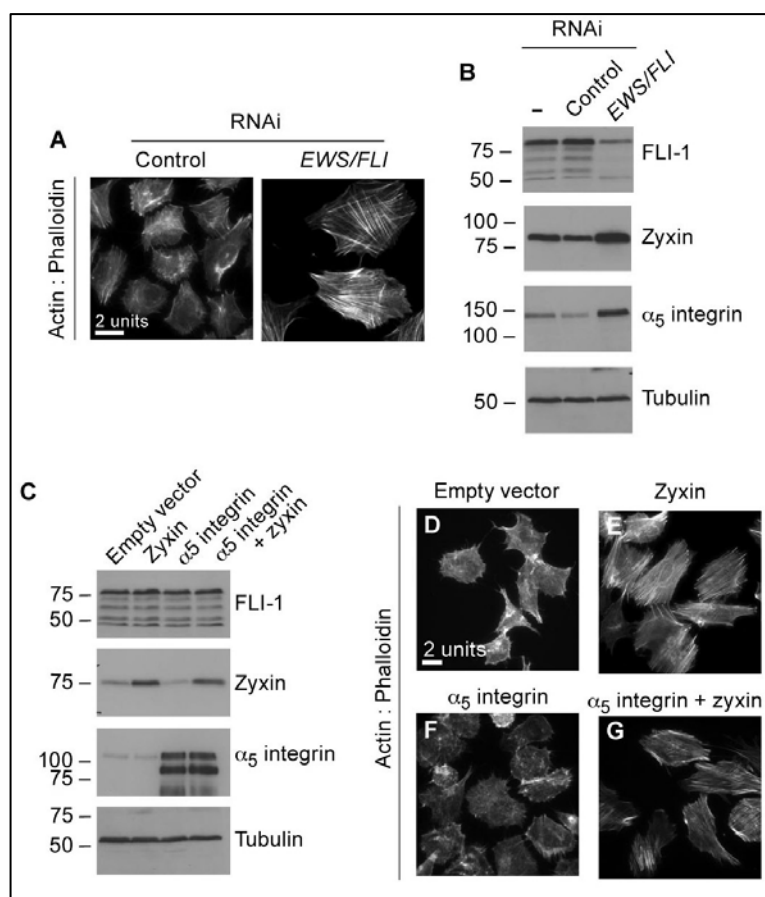 A
RNAi
Control EWS/FLI
Actin : Phalloidin
2 units
B
RNAi
– Control EWS/FLI
75 –
50 –
FLI-1
100 –
75 –
Zyxin
150 –
100 –
α5 integrin
50 –
Tubulin
C
Empty vector
Zyxin
α5 integrin
α5 integrin
+ zyxin
75 –
50 –
FLI-1
75 –
Zyxin
100 –
75 –
α5 integrin
75 –
50 –
Tubulin
Actin : Phalloidin
Empty vector
D
2 units
Zyxin
E
α5 integrin
F
α5 integrin + zyxin
G